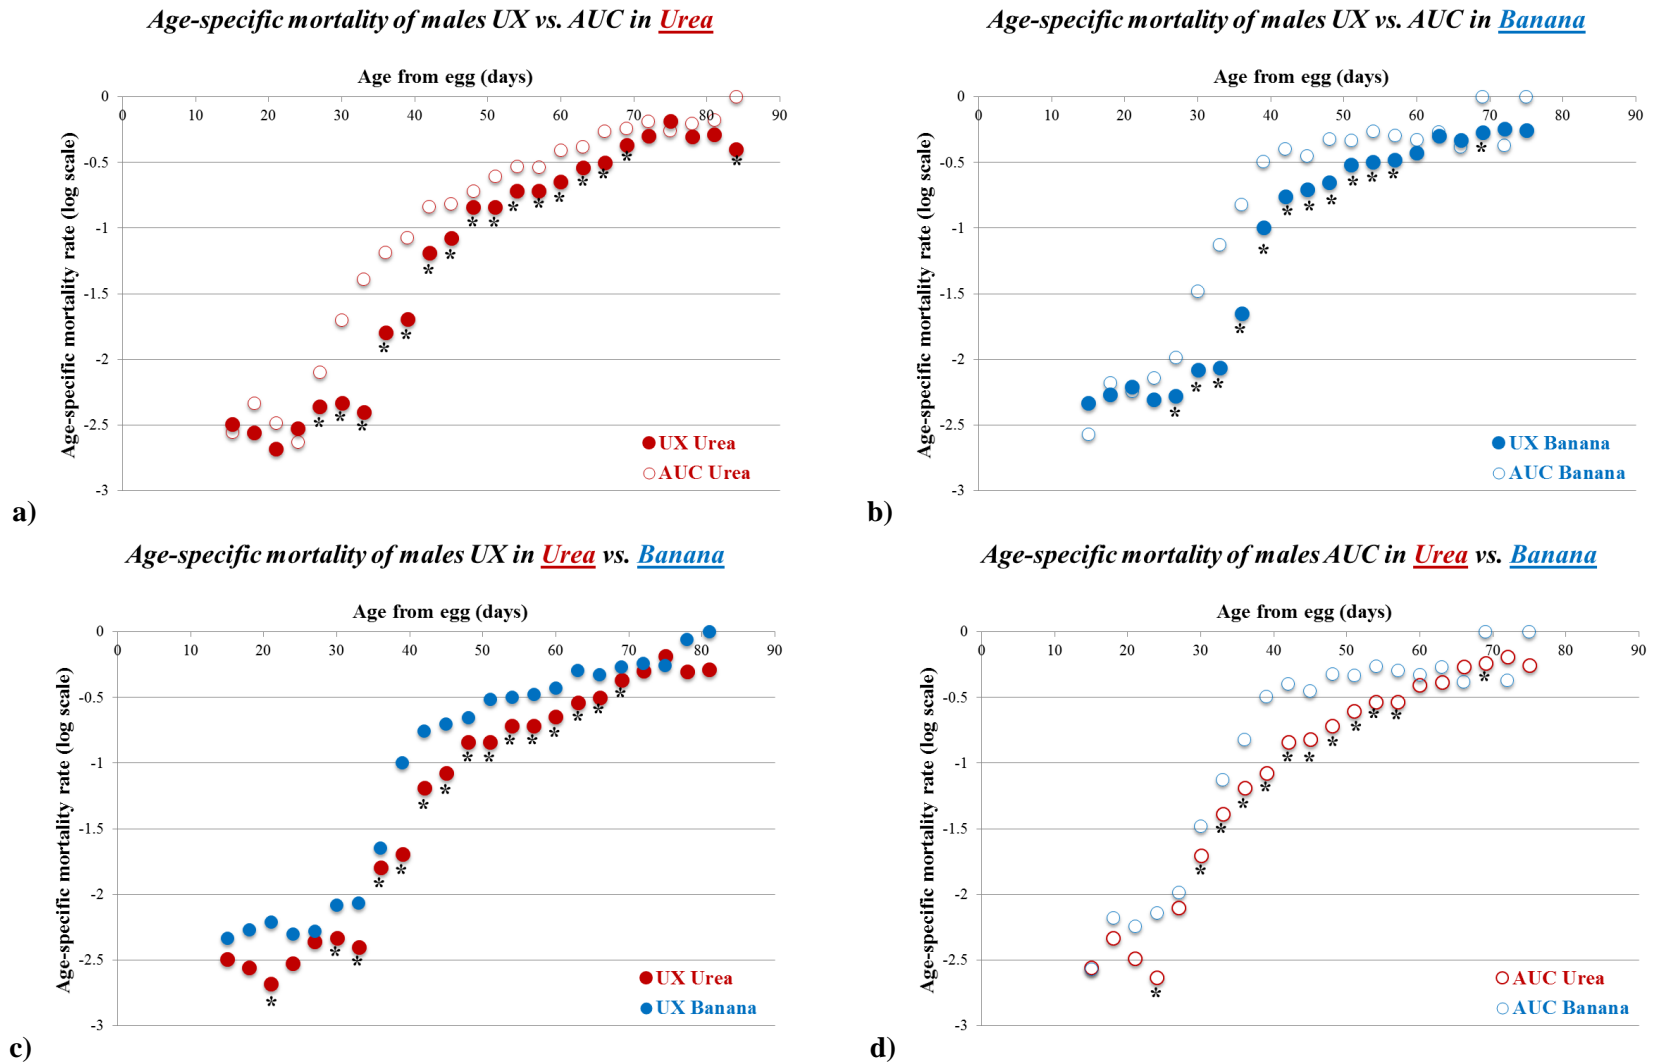 Age-specific mortality of males UX vs. AUC in Urea
Age from egg (days)
0
0 10 20 30 40 50 60 70 80 90
-0.5
-1
-1.5
-2
-2.5
-3
Age-specific mortality rate (log scale)
* * * * * * * * * * * * * * * *
UX Urea
AUC Urea
a)
Age-specific mortality of males UX vs. AUC in Banana
Age from egg (days)
0
0 10 20 30 40 50 60 70 80 90
-0.5
-1
-1.5
-2
-2.5
-3
Age-specific mortality rate (log scale)
* * * * * * * * * * * *
UX Banana
AUC Banana
b)
Age-specific mortality of males UX in Urea vs. Banana
Age from egg (days)
0
0 10 20 30 40 50 60 70 80 90
-0.5
-1
-1.5
-2
-2.5
-3
Age-specific mortality rate (log scale)
* * * * * * * * * * * * * * *
UX Urea
UX Banana
c)
Age-specific mortality of males AUC in Urea vs. Banana
Age from egg (days)
0
0 10 20 30 40 50 60 70 80 90
-0.5
-1
-1.5
-2
-2.5
-3
Age-specific mortality rate (log scale)
* * * * * * * * * * * *
AUC Urea
AUC Banana
d)